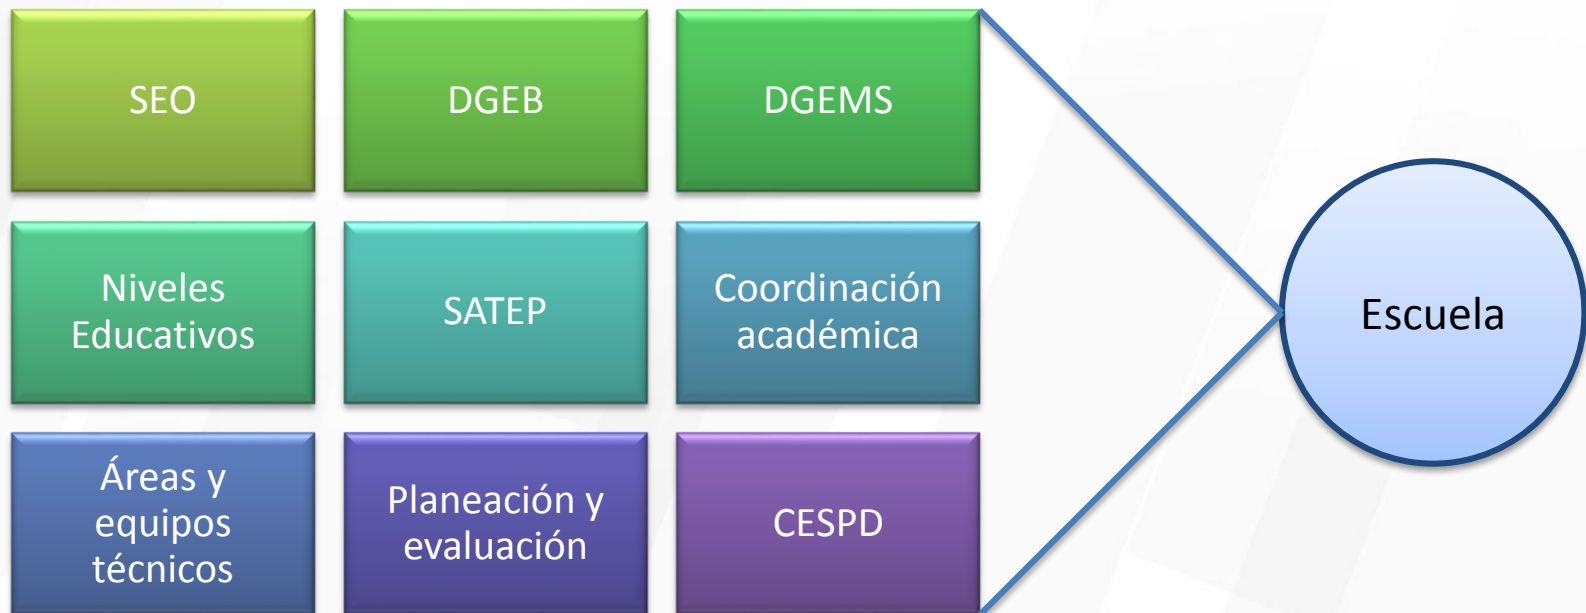 SEO
DGEB
DGEMS
Niveles
Educativos
SATEP
Coordinación
académica
Escuela
Áreas y
equipos
técnicos
Planeación y
evaluación
CESPD